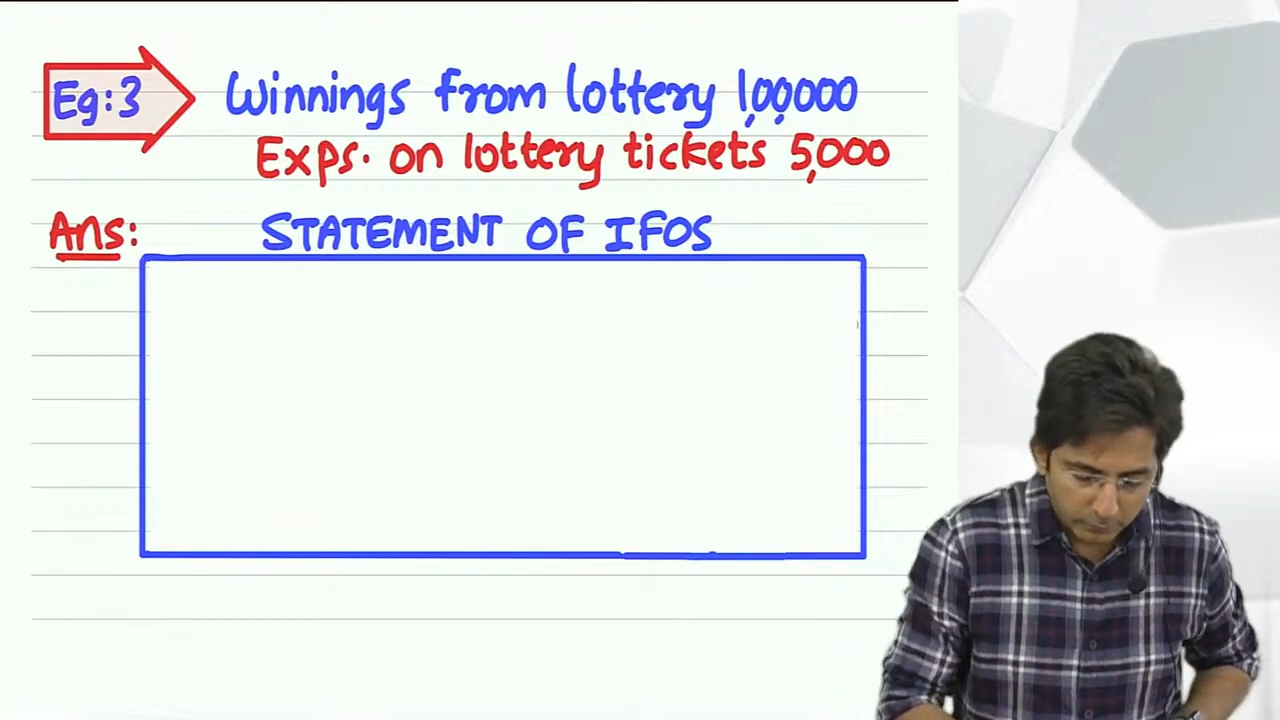 Eg:3 Winnings from lottery 1,00,000
Exps. on lottery tickets 5,000
Ans: STATEMENT OF IFOS